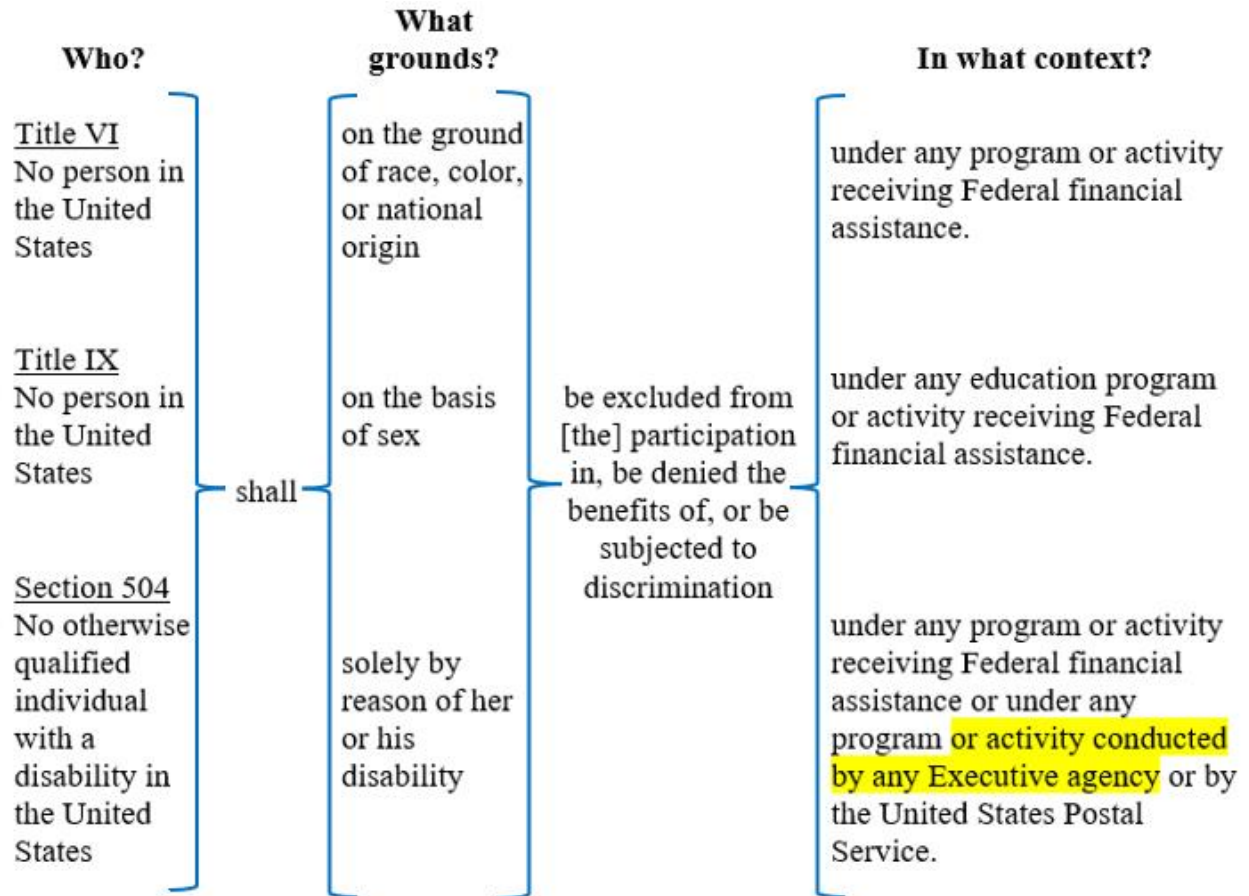 Who?
What
grounds?
In what context?
Title VI
No person in
the United
States
on the ground
of race, color,
or national
origin
under any program or activity
receiving Federal financial
assistance.
Title IX
No person in
the United
States
shall
on the basis
of sex
be excluded from
[the] participation
in, be denied the
benefits of, or be
subjected to
discrimination
under any education program
or activity receiving Federal
financial assistance.
Section 504
No otherwise
qualified
individual
with a
disability in
the United
States
solely by
reason of her
or his
disability
under any program or activity
receiving Federal financial
assistance or under any
program or activity conducted
by any Executive agency or by
the United States Postal
Service.